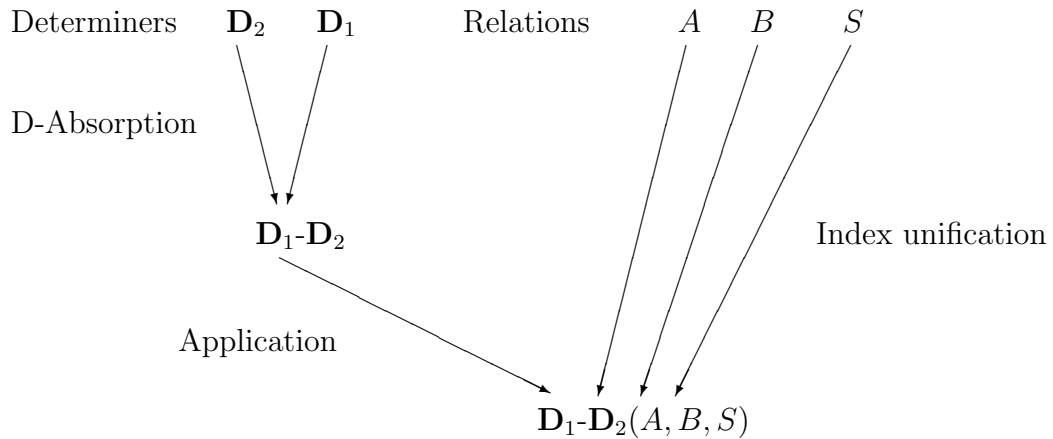 Determiners D₂ D₁ Relations A B S
D-Absorption
D₁-D₂ Index unification
Application
D₁-D₂(A, B, S)